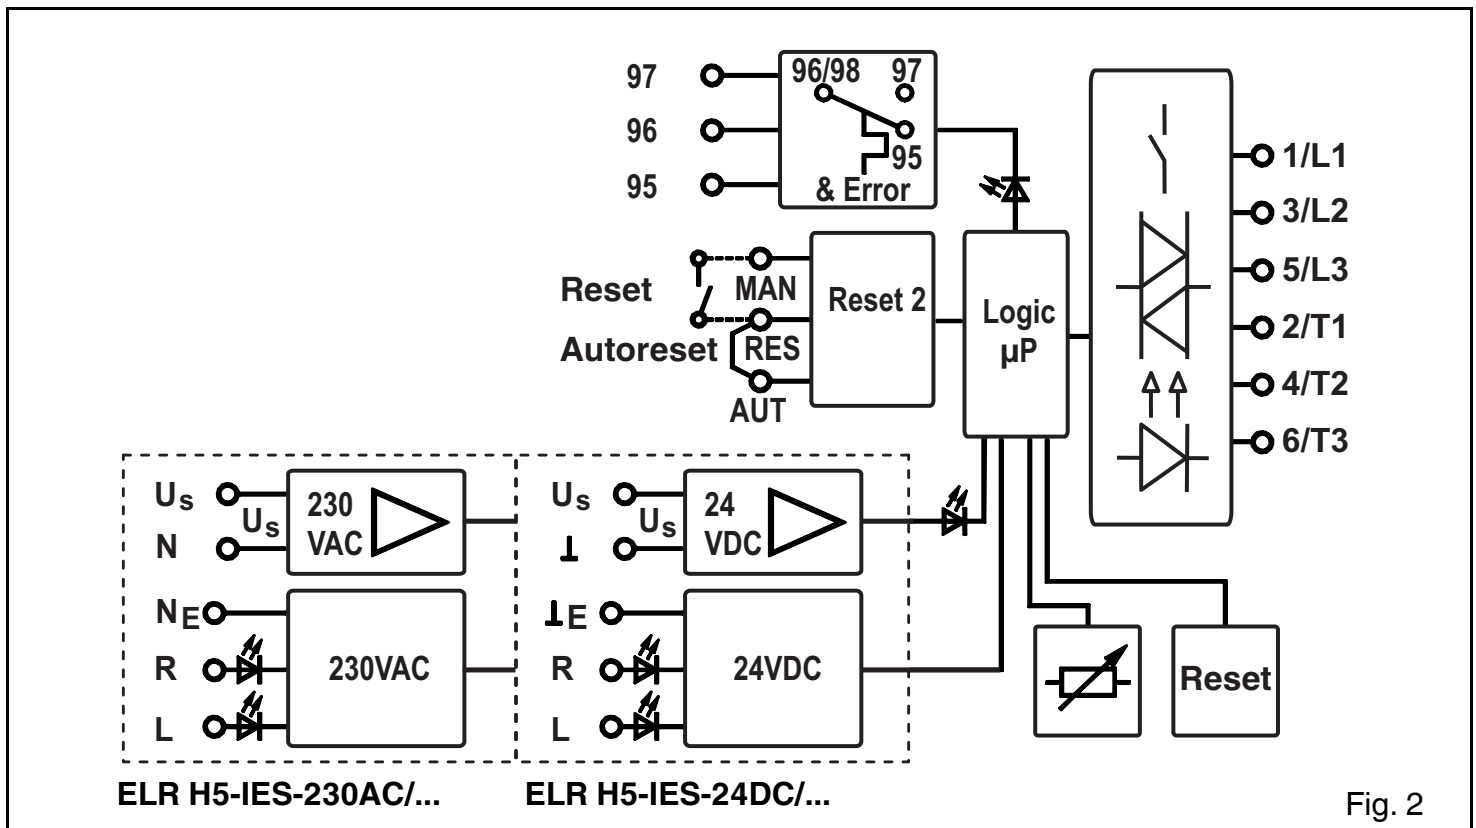 97
96
95
96/98 97
95
& Error
Reset
Autoreset
MAN
RES
AUT
Reset 2
Logic
µP
1/L1
3/L2
5/L3
2/T1
4/T2
6/T3
Us
Us
N
230
VAC
NE
R
L
230VAC
Us
Us
⊥
24
VDC
⊥E
R
L
24VDC
Reset
ELR H5-IES-230AC/...
ELR H5-IES-24DC/...
Fig. 2